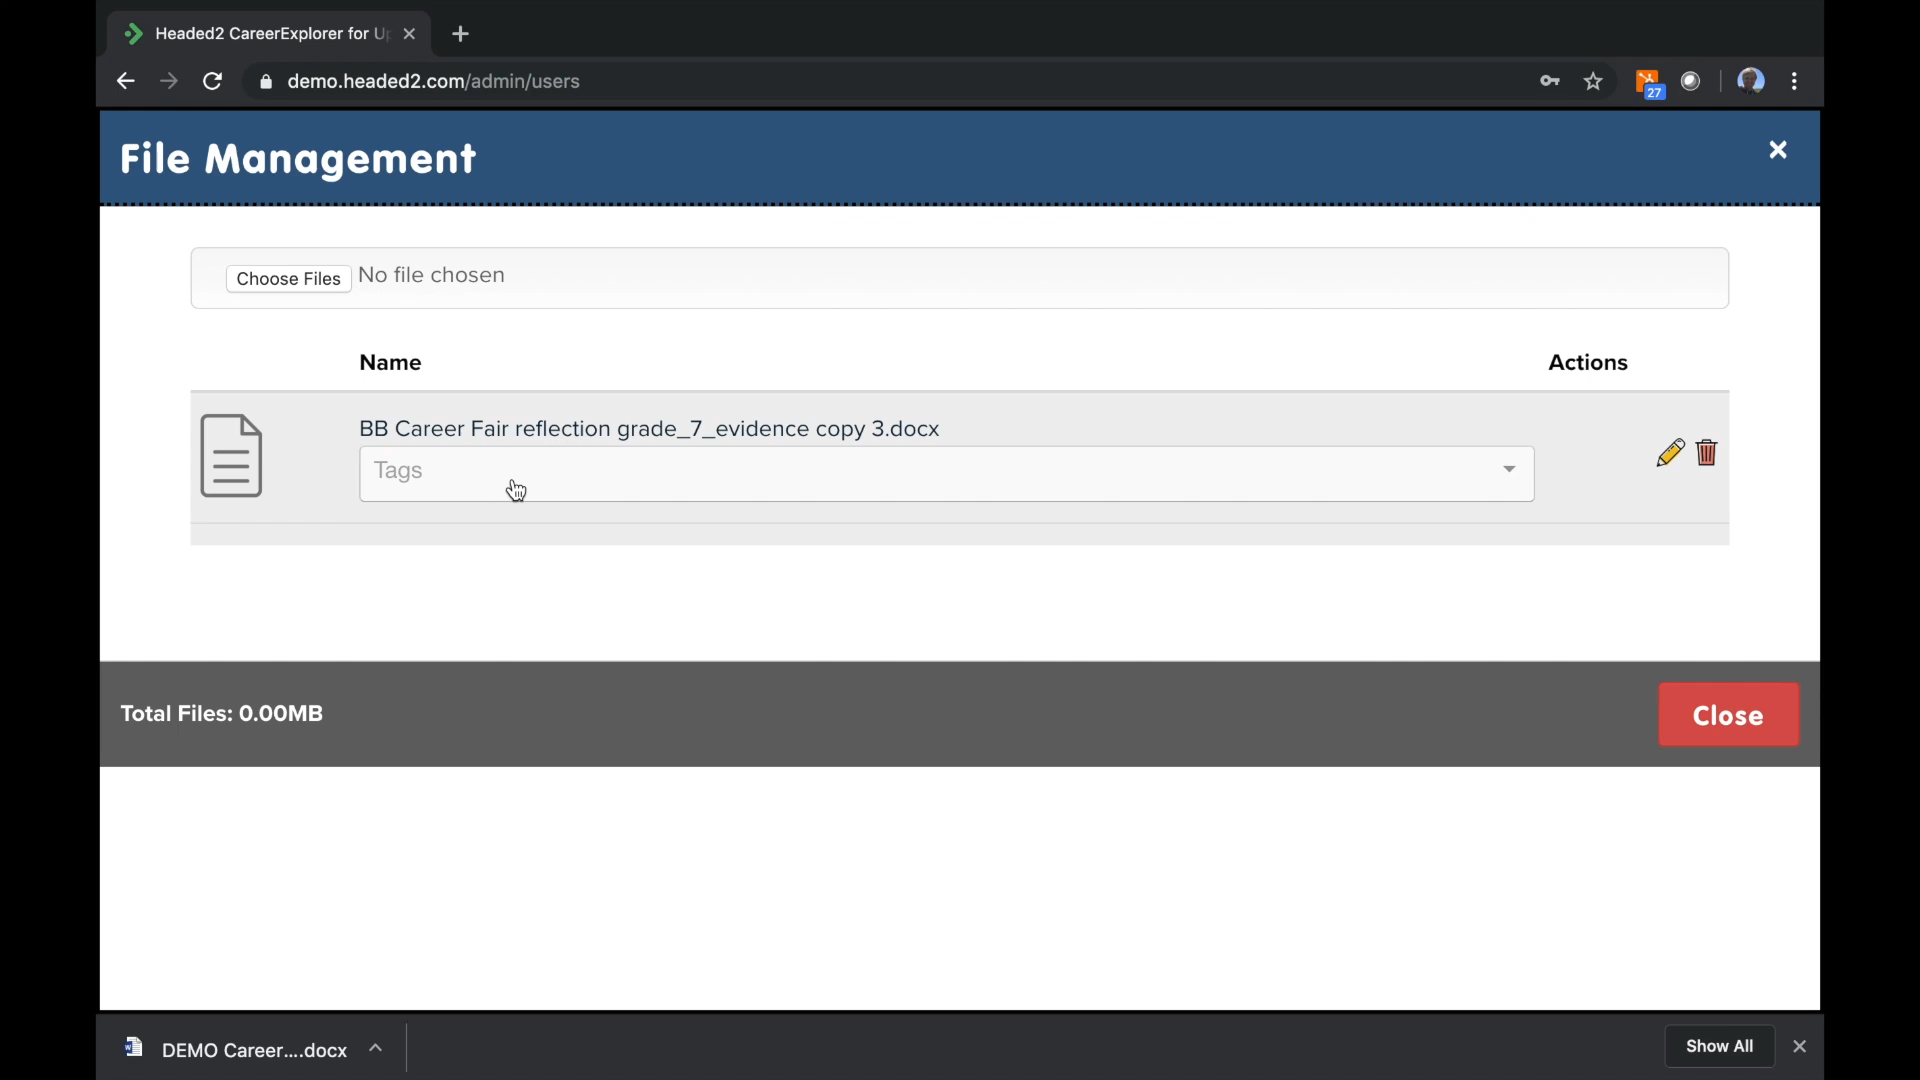 Headed2 CareerExplorer for U
demo.headed2.com/admin/users
27
File Management
Choose Files No file chosen
Name Actions
BB Career Fair reflection grade_7_evidence copy 3.docx
Tags
Total Files: 0.00MB
Close
DEMO Career....docx
Show All